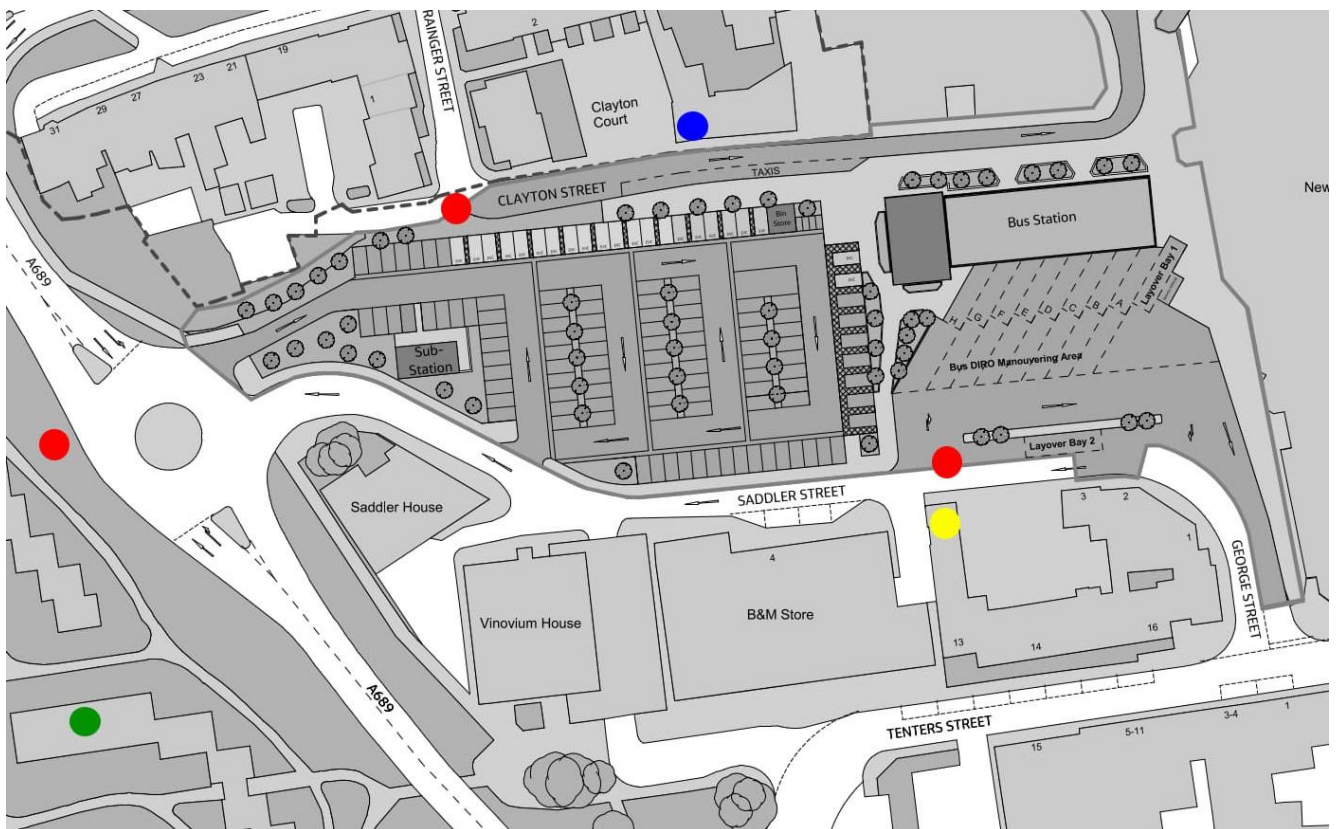 2
19
RAINGER STREET
21
23
27
29
31
1
Clayton
Court
CLAYTON STREET
TAXIS
Bin
Store
New
Bus Station
A689
Layover Bay 1
H
G
F
E
D
C
B
A
Sub-
Station
Bus DIRO Manouyering Area
Layover Bay 2
SADDLER STREET
3
2
1
Saddler House
4
GEORGE STREET
Vinovium House
B&M Store
13
14
16
A689
TENTERS STREET
3-4
1
5-11
15